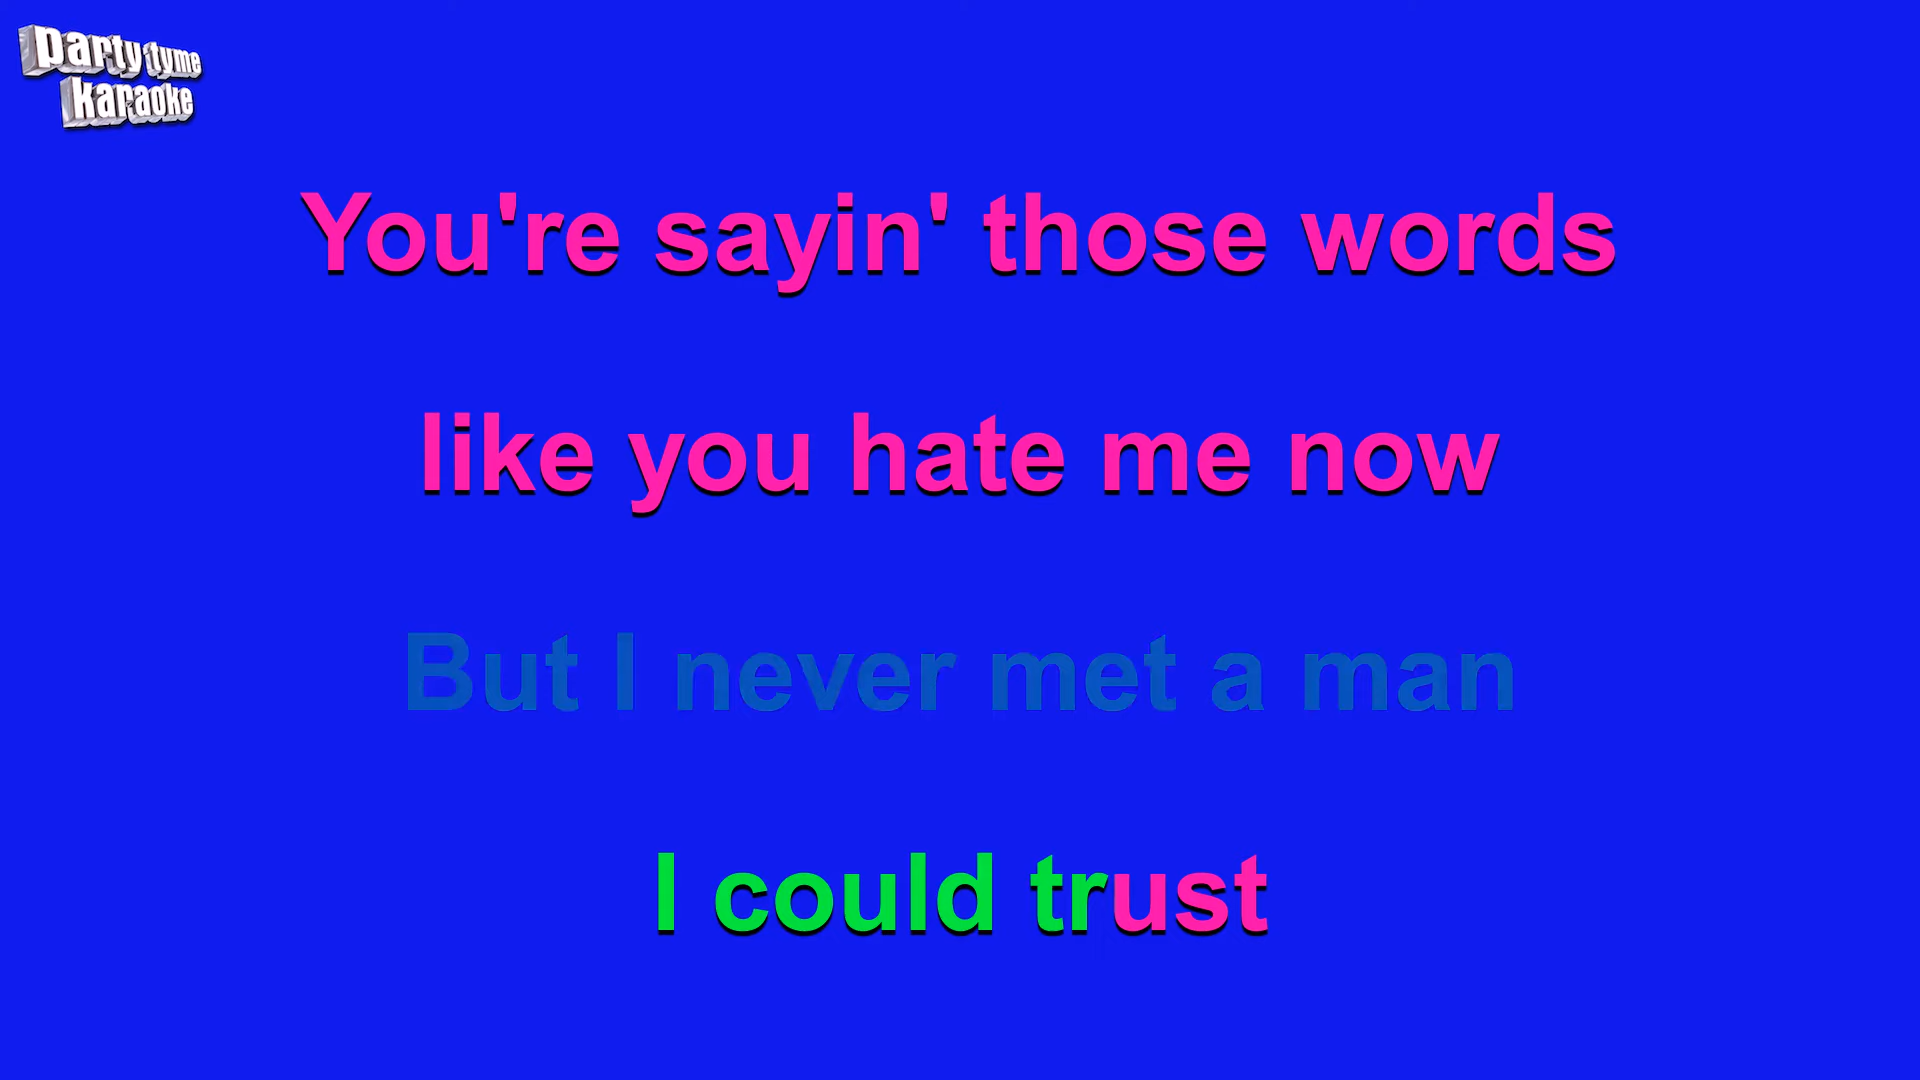 party tyme
karaoke
You're sayin' those words
like you hate me now
But I never met a man
I could trust